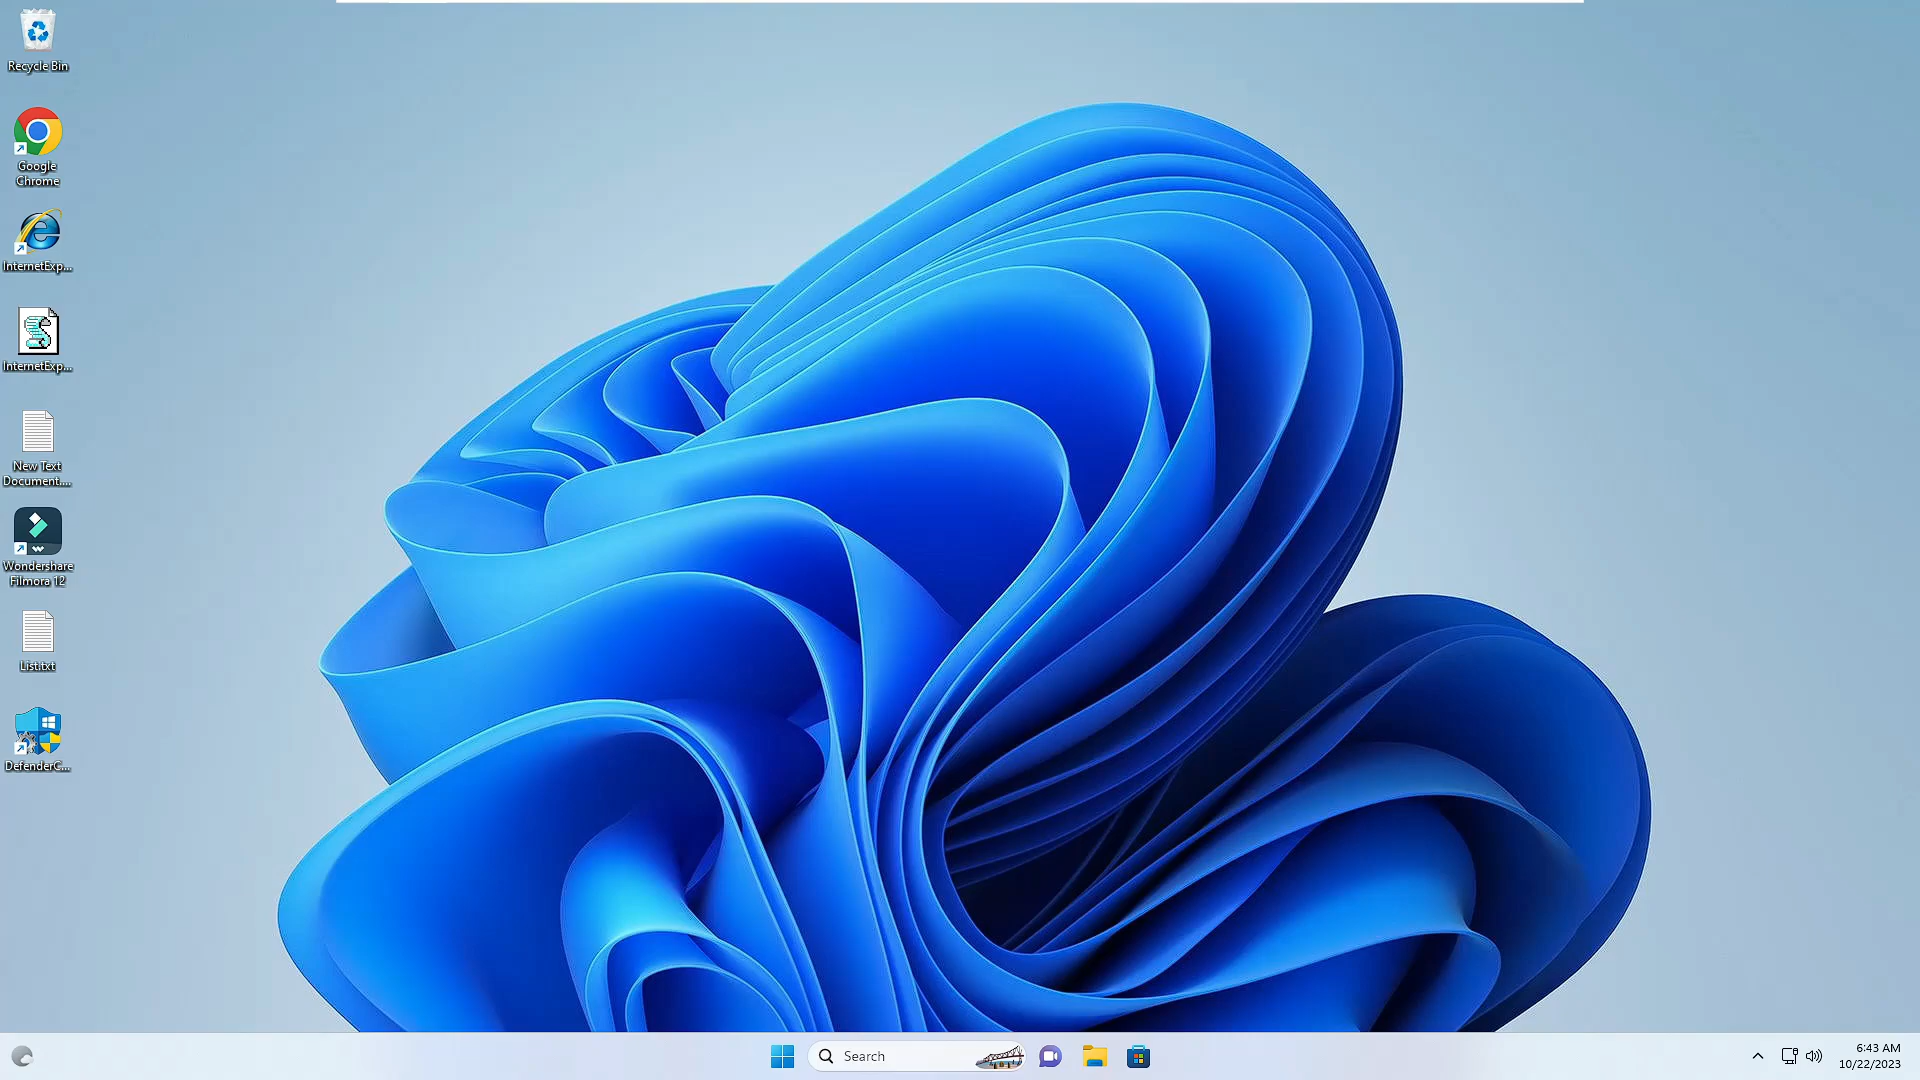 Recycle Bin
Google
Chrome
InternetExp...
InternetExp...
New Text
Document....
Wondershare
Filmora 12
List.txt
DefenderC...
Search
6:43 AM
10/22/2023